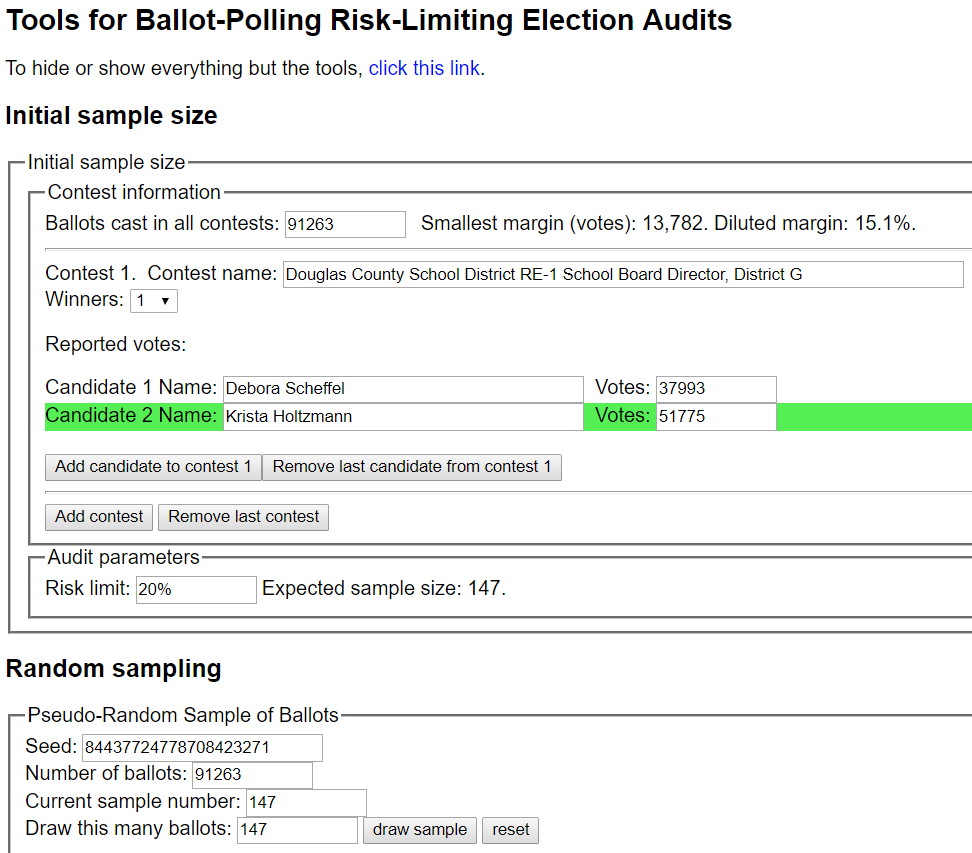 Tools for Ballot-Polling Risk-Limiting Election Audits
To hide or show everything but the tools, click this link.
Initial sample size
Initial sample size
Contest information
Ballots cast in all contests: 91263 Smallest margin (votes): 13,782. Diluted margin: 15.1%.
Contest 1. Contest name: Douglas County School District RE-1 School Board Director, District G
Winners: 1
Reported votes:
Candidate 1 Name: Debora Scheffel Votes: 37993
Candidate 2 Name: Krista Holtzmann Votes: 51775
Add candidate to contest 1 Remove last candidate from contest 1
Add contest Remove last contest
Audit parameters
Risk limit: 20% Expected sample size: 147.
Random sampling
Pseudo-Random Sample of Ballots
Seed: 84437724778708423271
Number of ballots: 91263
Current sample number: 147
Draw this many ballots: 147 draw sample reset